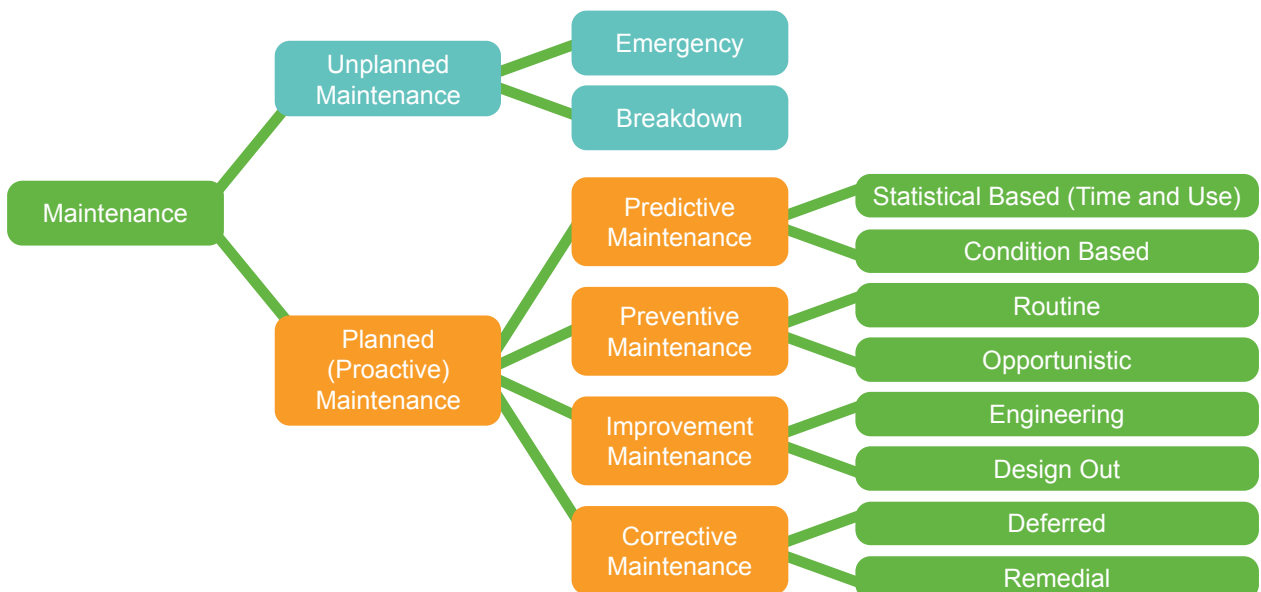 Maintenance
Unplanned
Maintenance
Emergency
Breakdown
Planned
(Proactive)
Maintenance
Predictive
Maintenance
Statistical Based (Time and Use)
Condition Based
Preventive
Maintenance
Routine
Opportunistic
Improvement
Maintenance
Engineering
Design Out
Corrective
Maintenance
Deferred
Remedial